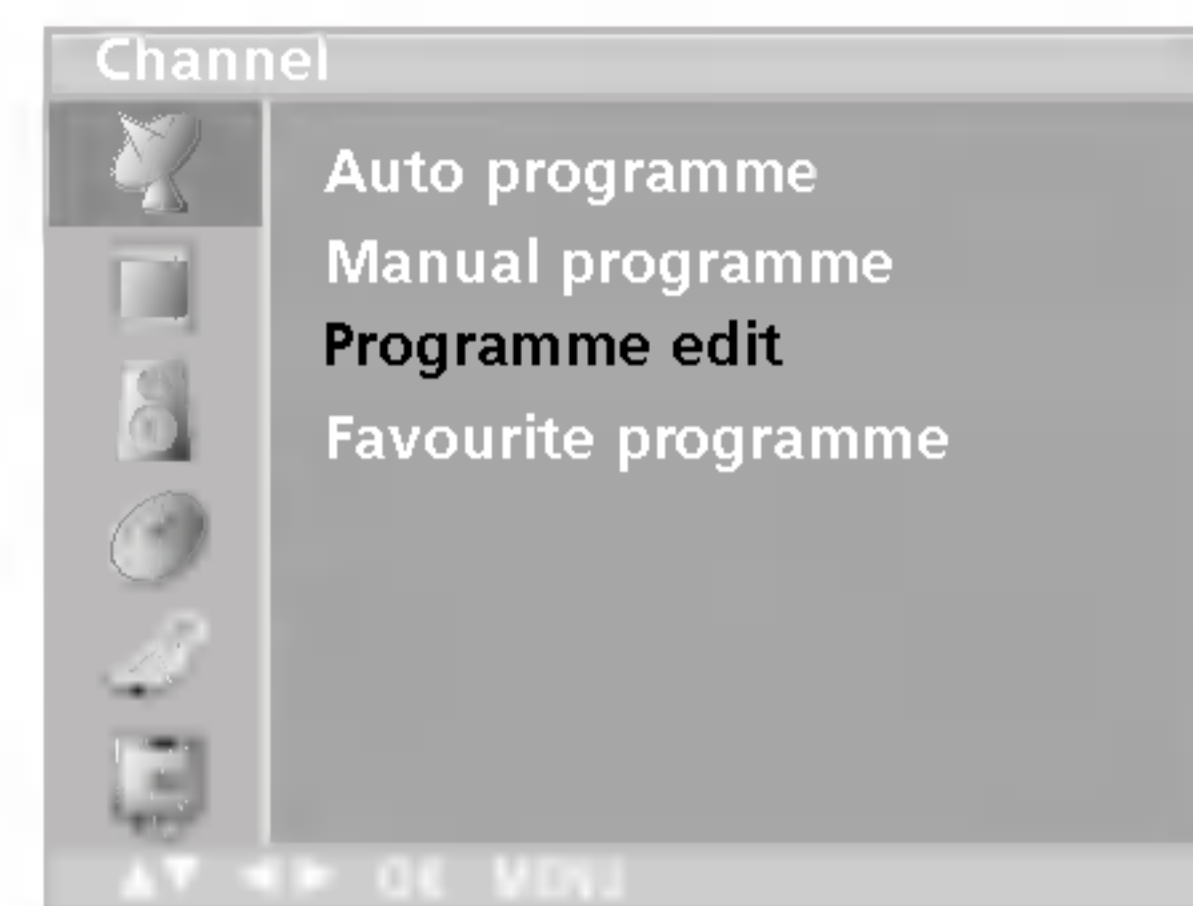 Channel
Auto programme
Manual programme
Programme edit
Favourite programme
▲▼ ◄► OK MENU